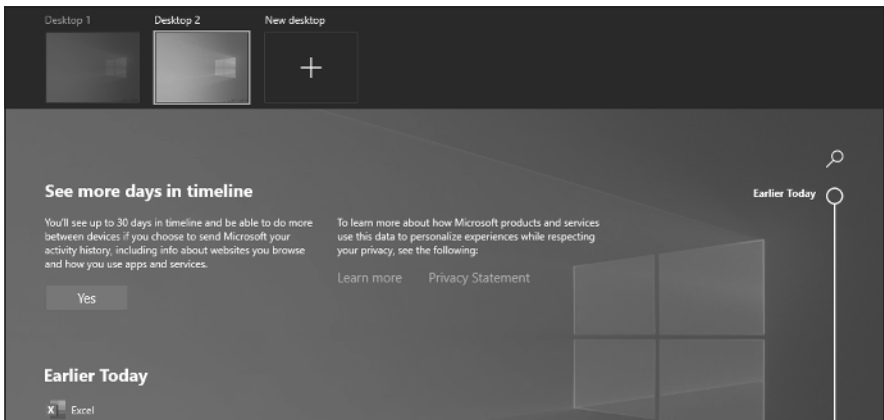 Desktop 1
Desktop 2
New desktop
See more days in timeline
You'll see up to 30 days in timeline and be able to do more
between devices if you choose to send Microsoft your
activity history, including info about websites you browse
and how you use apps and services.
Yes
To learn more about how Microsoft products and services
use this data to personalize experiences while respecting
your privacy, see the following:
Learn more
Privacy Statement
Earlier Today
Earlier Today
Excel